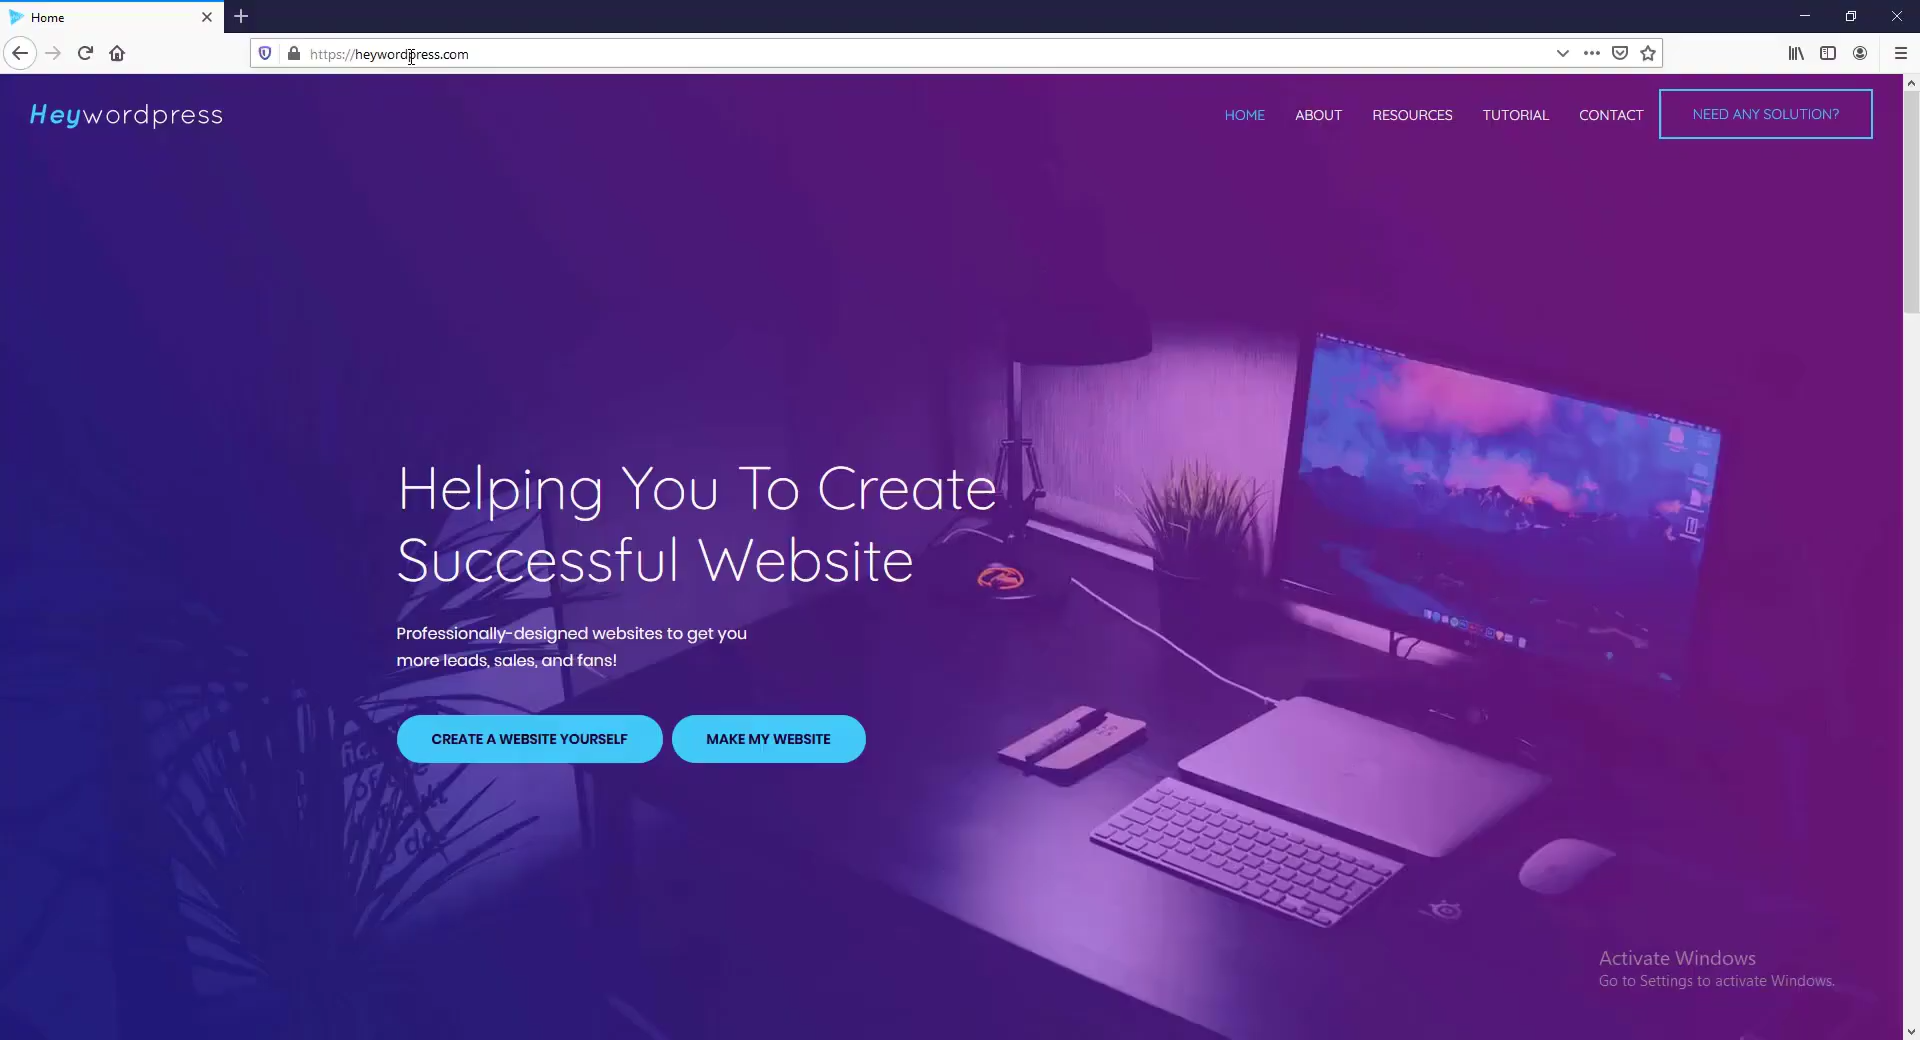 Home
https://heywordpress.com
Heywordpress
HOME
ABOUT
RESOURCES
TUTORIAL
CONTACT
NEED ANY SOLUTION?
Helping You To Create
Successful Website
Professionally-designed websites to get you
more leads, sales, and fans!
CREATE A WEBSITE YOURSELF
MAKE MY WEBSITE
Activate Windows
Go to Settings to activate Windows.